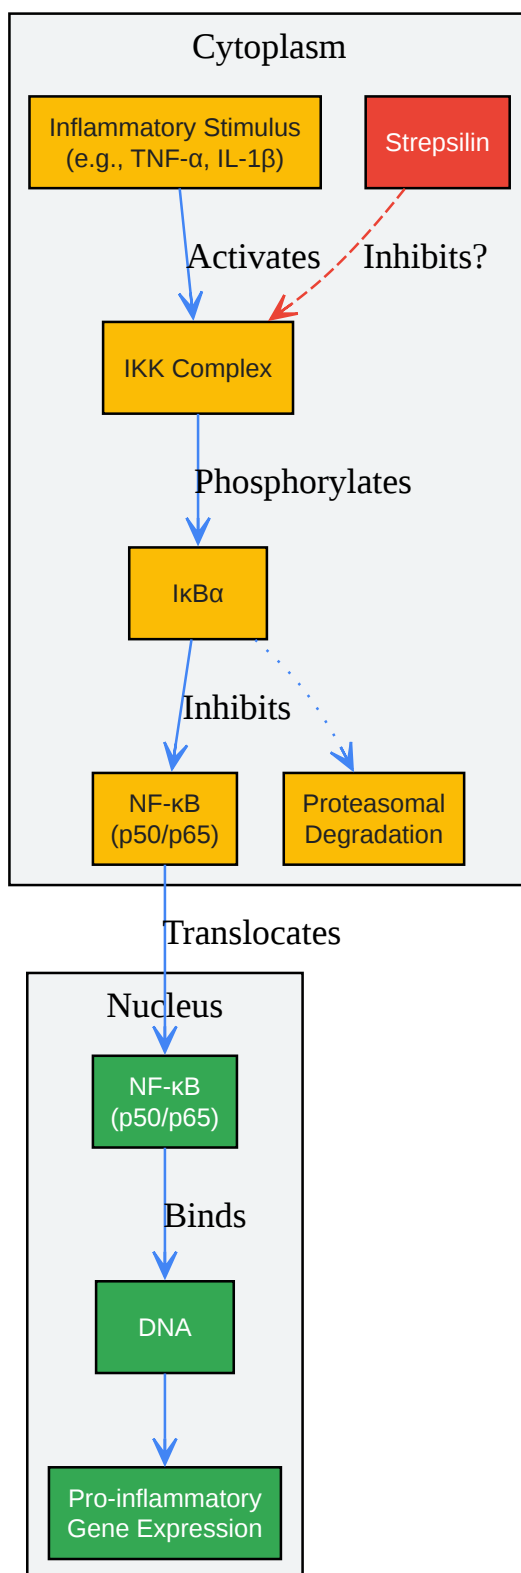 Cytoplasm
Inflammatory Stimulus
(e.g., TNF-α, IL-1β)
Strepsilin
Activates
Inhibits?
IKK Complex
Phosphorylates
IκBα
Inhibits
NF-κB
(p50/p65)
Proteasomal
Degradation
Translocates
Nucleus
NF-κB
(p50/p65)
Binds
DNA
Pro-inflammatory
Gene Expression